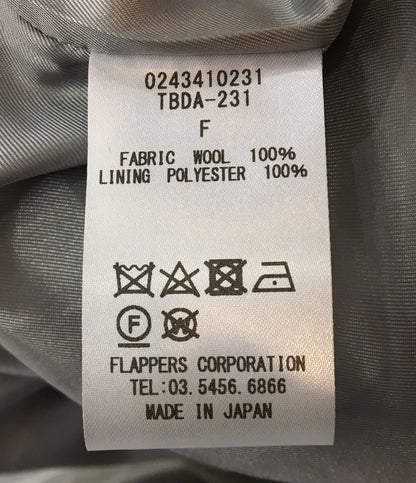 0243410231
TBDA-231
F
FABRIC WOOL 100%
LINING POLYESTER 100%
F
W
FLAPPERS CORPORATION
TEL:03.5456.6866
MADE IN JAPAN